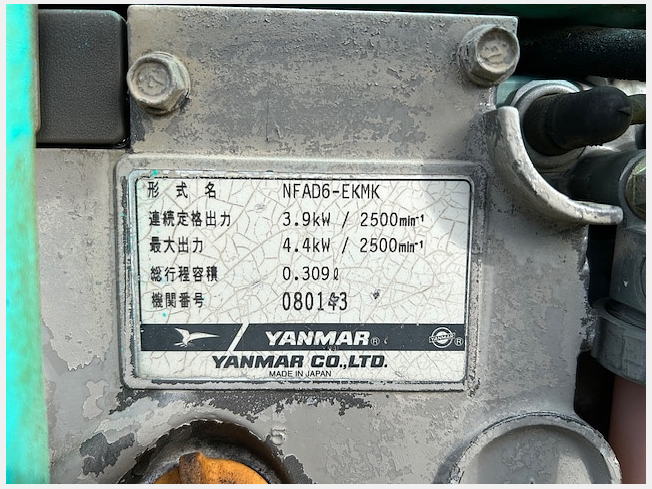 形式名 NFAD6-EKMK
連続定格出力 3.9kW / 2500min⁻¹
最大出力 4.4kW / 2500min⁻¹
総行程容積 0.309ℓ
機関番号 080143
YANMAR®
YANMAR ®
YANMAR CO.,LTD.
MADE IN JAPAN